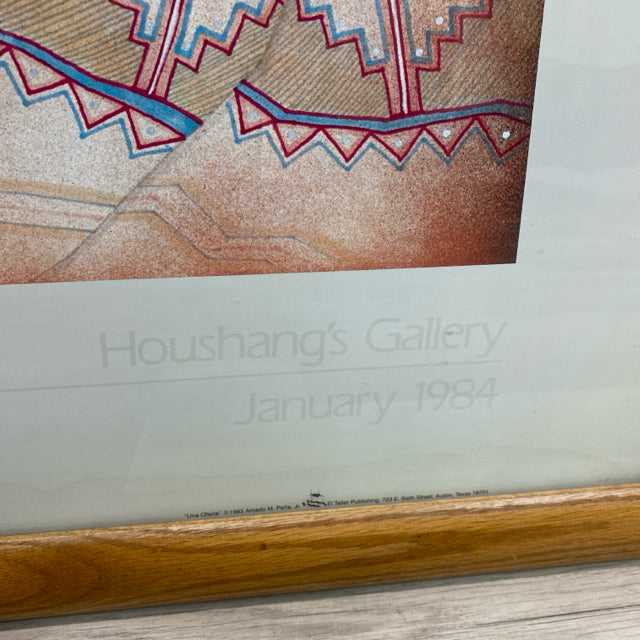 Houshang's Gallery
January 1984
"Una Oferta" ©1983 Amado M. Peña, Jr. El Taller Publishing, 723 E. Sixth Street, Austin, Texas 78701